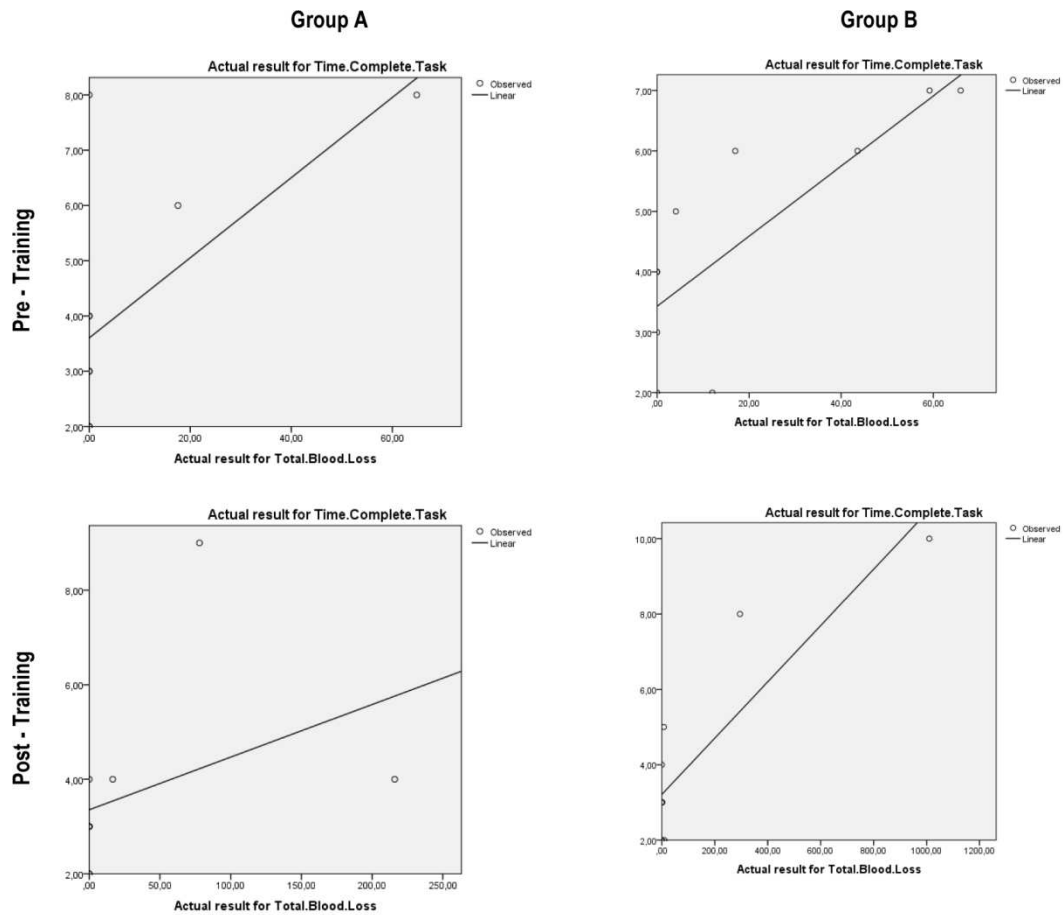 Group A
Group B
Pre - Training
Post - Training
Actual result for Time.Complete.Task
Observed
Linear
8,00
7,00
6,00
5,00
4,00
3,00
2,00
,00 20,00 40,00 60,00
Actual result for Total.Blood.Loss
Actual result for Time.Complete.Task
Observed
Linear
7,00
6,00
5,00
4,00
3,00
2,00
,00 20,00 40,00 60,00
Actual result for Total.Blood.Loss
Actual result for Time.Complete.Task
Observed
Linear
8,00
6,00
4,00
2,00
,00 50,00 100,00 150,00 200,00 250,00
Actual result for Total.Blood.Loss
Actual result for Time.Complete.Task
Observed
Linear
10,00
8,00
6,00
4,00
2,00
,00 200,00 400,00 600,00 800,00 1000,00 1200,00
Actual result for Total.Blood.Loss